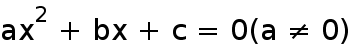 ax² + bx + c = 0(a ≠ 0)